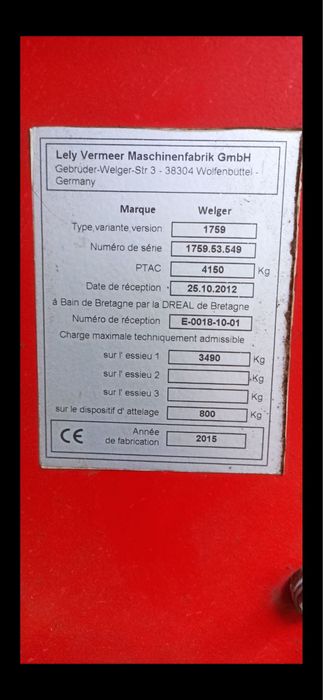 Lely Vermeer Maschinenfabrik GmbH
Gebrüder-Welger-Str 3 - 38304 Wolfenbüttel -
Germany
Marque Welger
Type,variante,version 1759
Numéro de série 1759.53.549
PTAC 4150 Kg
Date de réception 25.10.2012
à Bain de Bretagne par la DREAL de Bretagne
Numéro de réception E-0018-10-01
Charge maximale techniquement admissible
sur l' essieu 1 3490 Kg
sur l' essieu 2 Kg
sur l' essieu 3 Kg
sur le dispositif d' attelage 800 Kg
CE Année de fabrication 2015